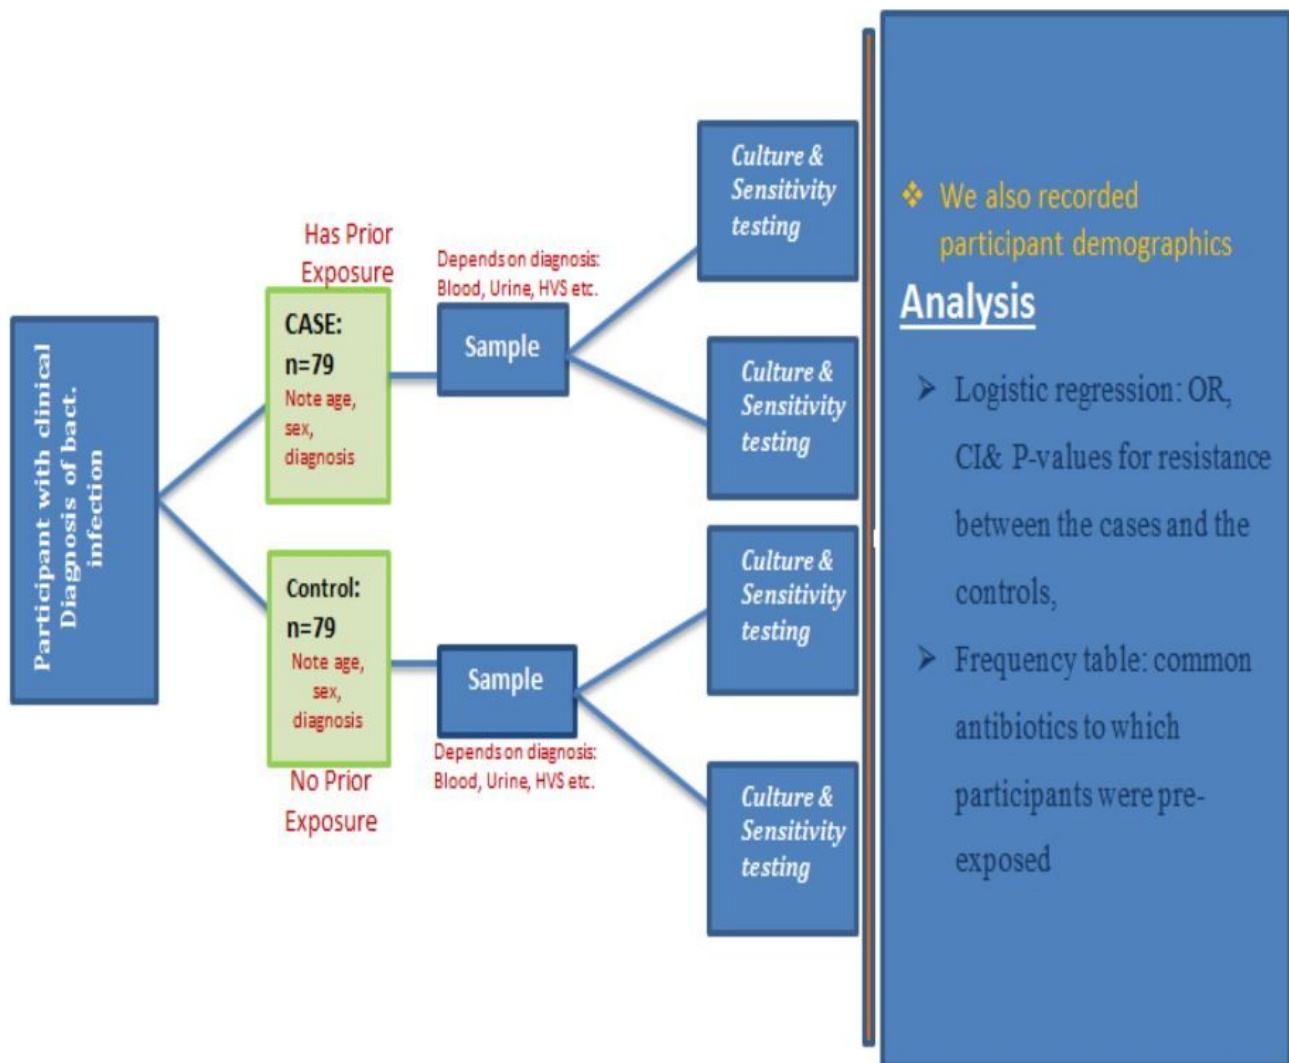 Participant with clinical
Diagnosis of bact.
infection
Has Prior
Exposure
CASE:
n=79
Note age,
sex,
diagnosis
Control:
n=79
Note age,
sex,
diagnosis
No Prior
Exposure
Depends on diagnosis:
Blood, Urine, HVS etc.
Sample
Sample
Depends on diagnosis:
Blood, Urine, HVS etc.
Culture &
Sensitivity
testing
Culture &
Sensitivity
testing
Culture &
Sensitivity
testing
Culture &
Sensitivity
testing
❖ We also recorded
participant demographics
Analysis
➢ Logistic regression: OR,
CI& P-values for resistance
between the cases and the
controls,
➢ Frequency table: common
antibiotics to which
participants were pre-
exposed